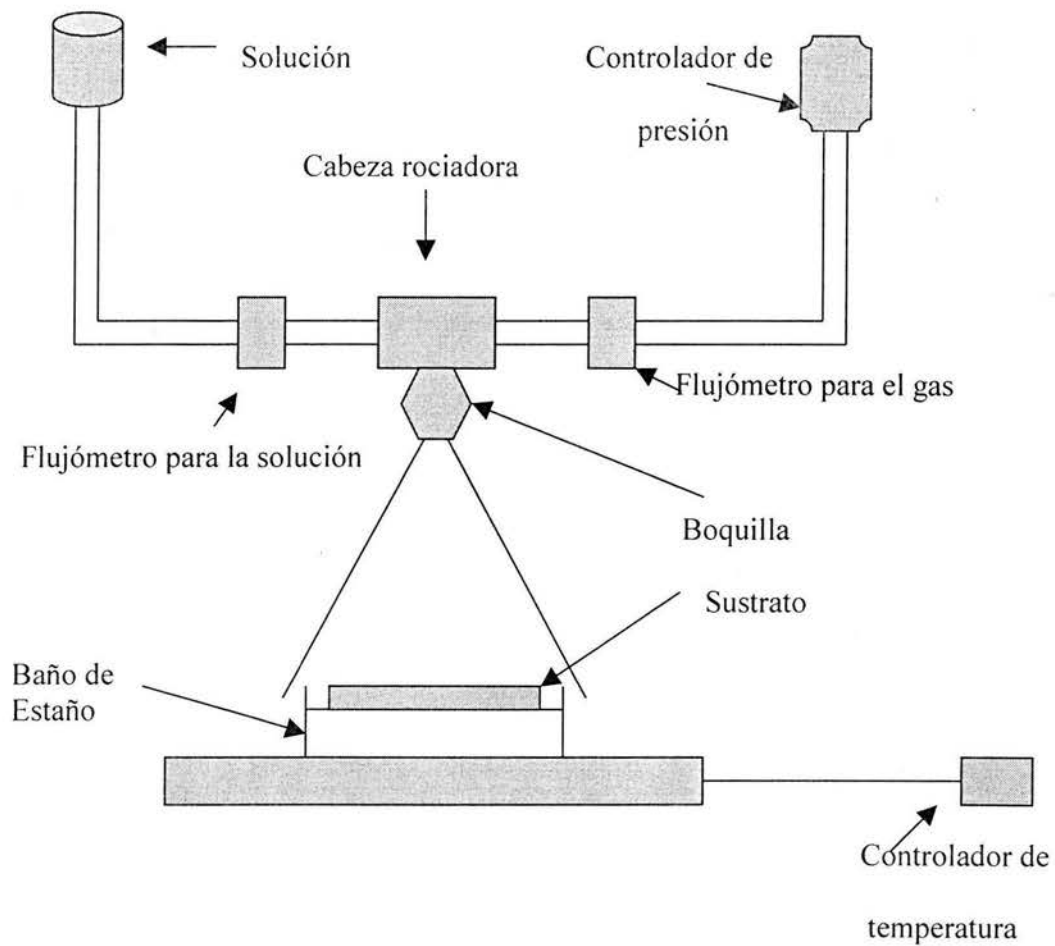 Solución
Controlador de
presión
Cabeza rociadora
Flujómetro para el gas
Flujómetro para la solución
Boquilla
Sustrato
Baño de
Estaño
Controlador de
temperatura